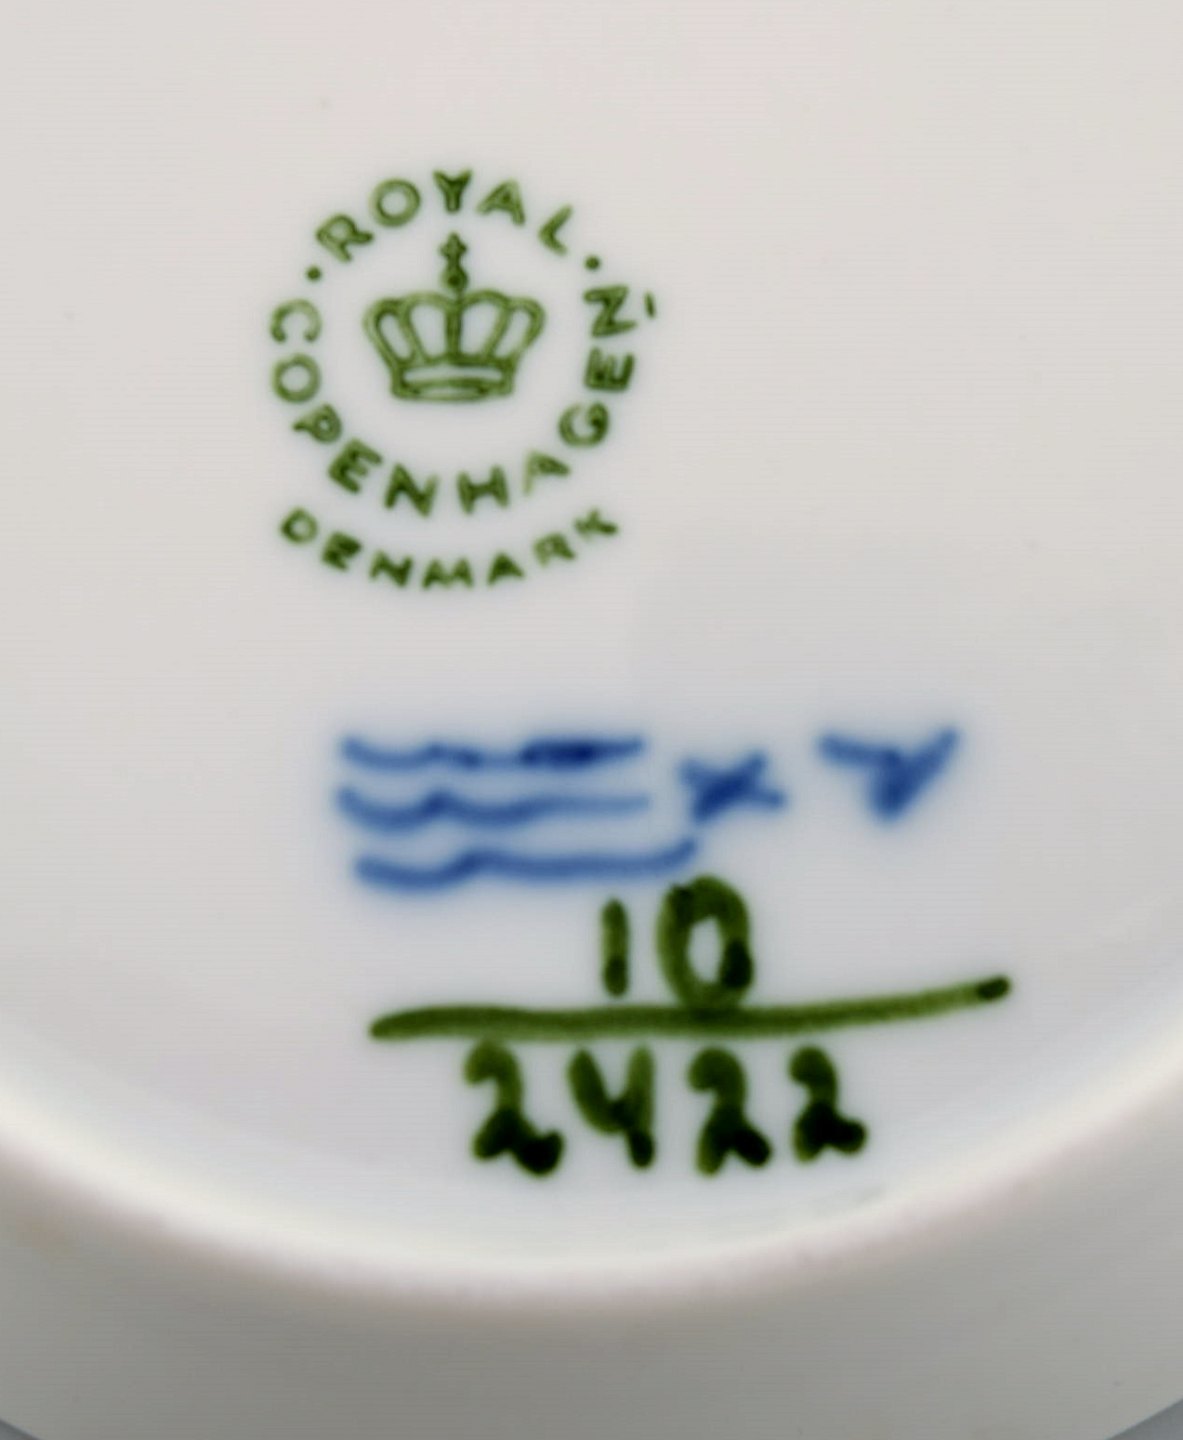 · ROYAL ·
COPENHAGEN
DENMARK
10
2422